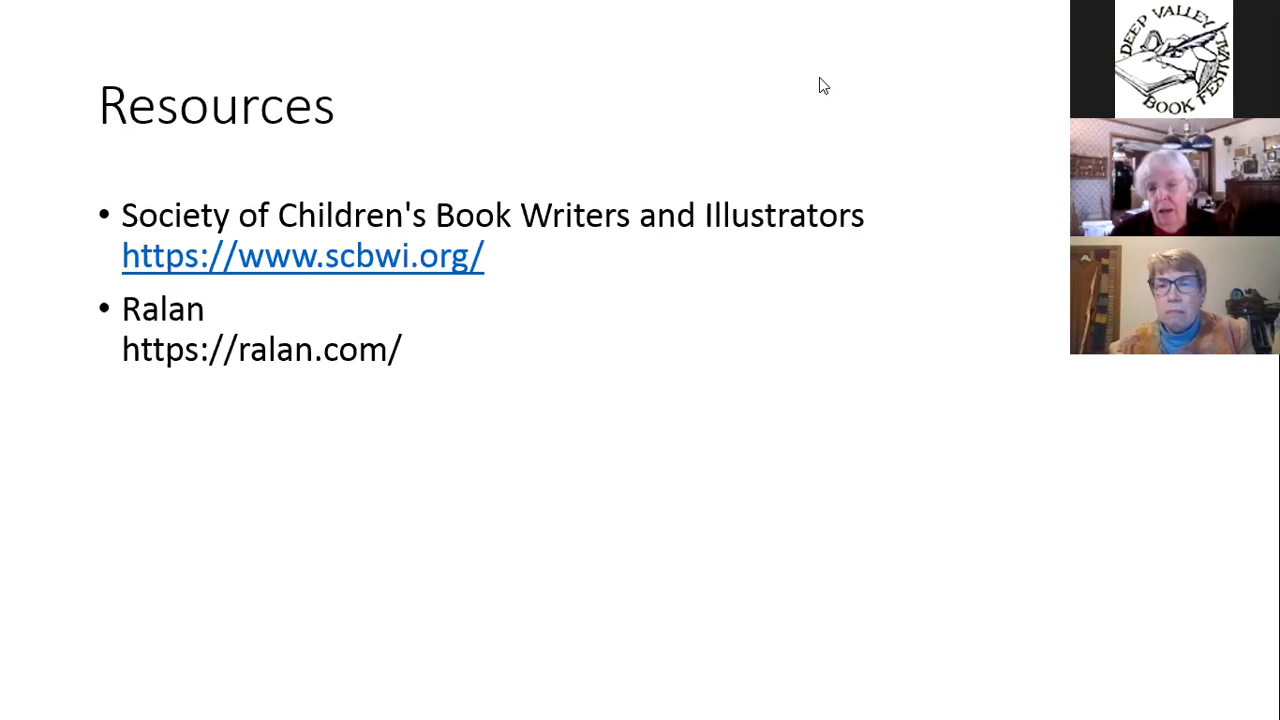 Resources
• Society of Children's Book Writers and Illustrators
https://www.scbwi.org/
• Ralan
https://ralan.com/
DEEP VALLEY
BOOK FESTIVAL